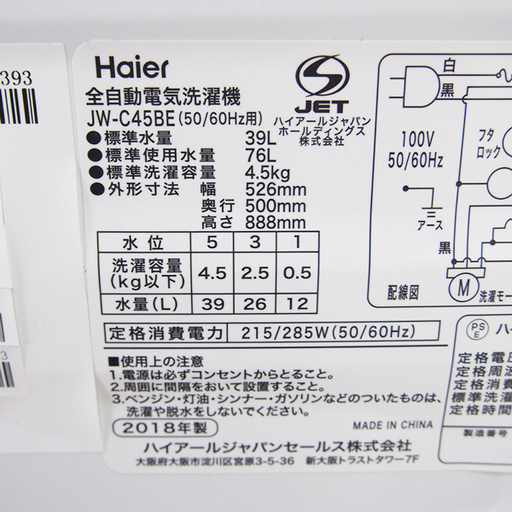 393
Haier
全自動電気洗濯機
JW-C45BE(50/60Hz用)
JET
ハイアールジャパン
ホールディングス
株式会社
●標準水量 39L
●標準使用水量 76L
●標準洗濯容量 4.5kg
●外形寸法 幅 526mm
奥行 500mm
高さ 888mm
水位 5 3 1
洗濯容量(kg以下) 4.5 2.5 0.5
水量(L) 39 26 12
定格消費電力 215/285W(50/60Hz)
■使用上の注意
1.電源は必ずコンセントからとること。
2.周囲に間隔をおいて設置すること。
3.ベンジン・灯油・シンナー・ガソリンなどのついたものは、
洗濯や脱水をしないこと。
2018年製
MADE IN CHINA
ハイアールジャパンセールス株式会社
大阪府大阪市淀川区宮原3-5-36 新大阪トラストタワー7F
白
100V
50/60Hz
フタ
ロック
黒
アース
黒
配線図
M
洗濯モー
PS
E
ハイ
定格電圧
定格周波
定格消費
標準洗濯
定格時間
製造番号
3